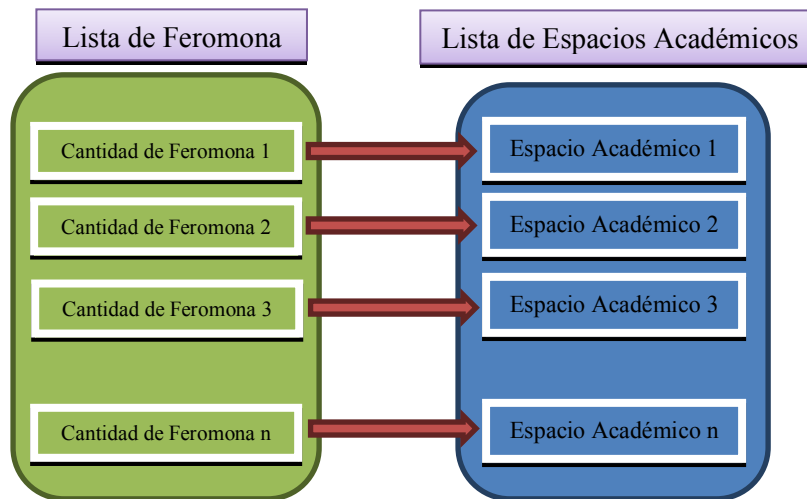 Lista de Feromona
Lista de Espacios Académicos
Cantidad de Feromona 1
Espacio Académico 1
Cantidad de Feromona 2
Espacio Académico 2
Cantidad de Feromona 3
Espacio Académico 3
Cantidad de Feromona n
Espacio Académico n